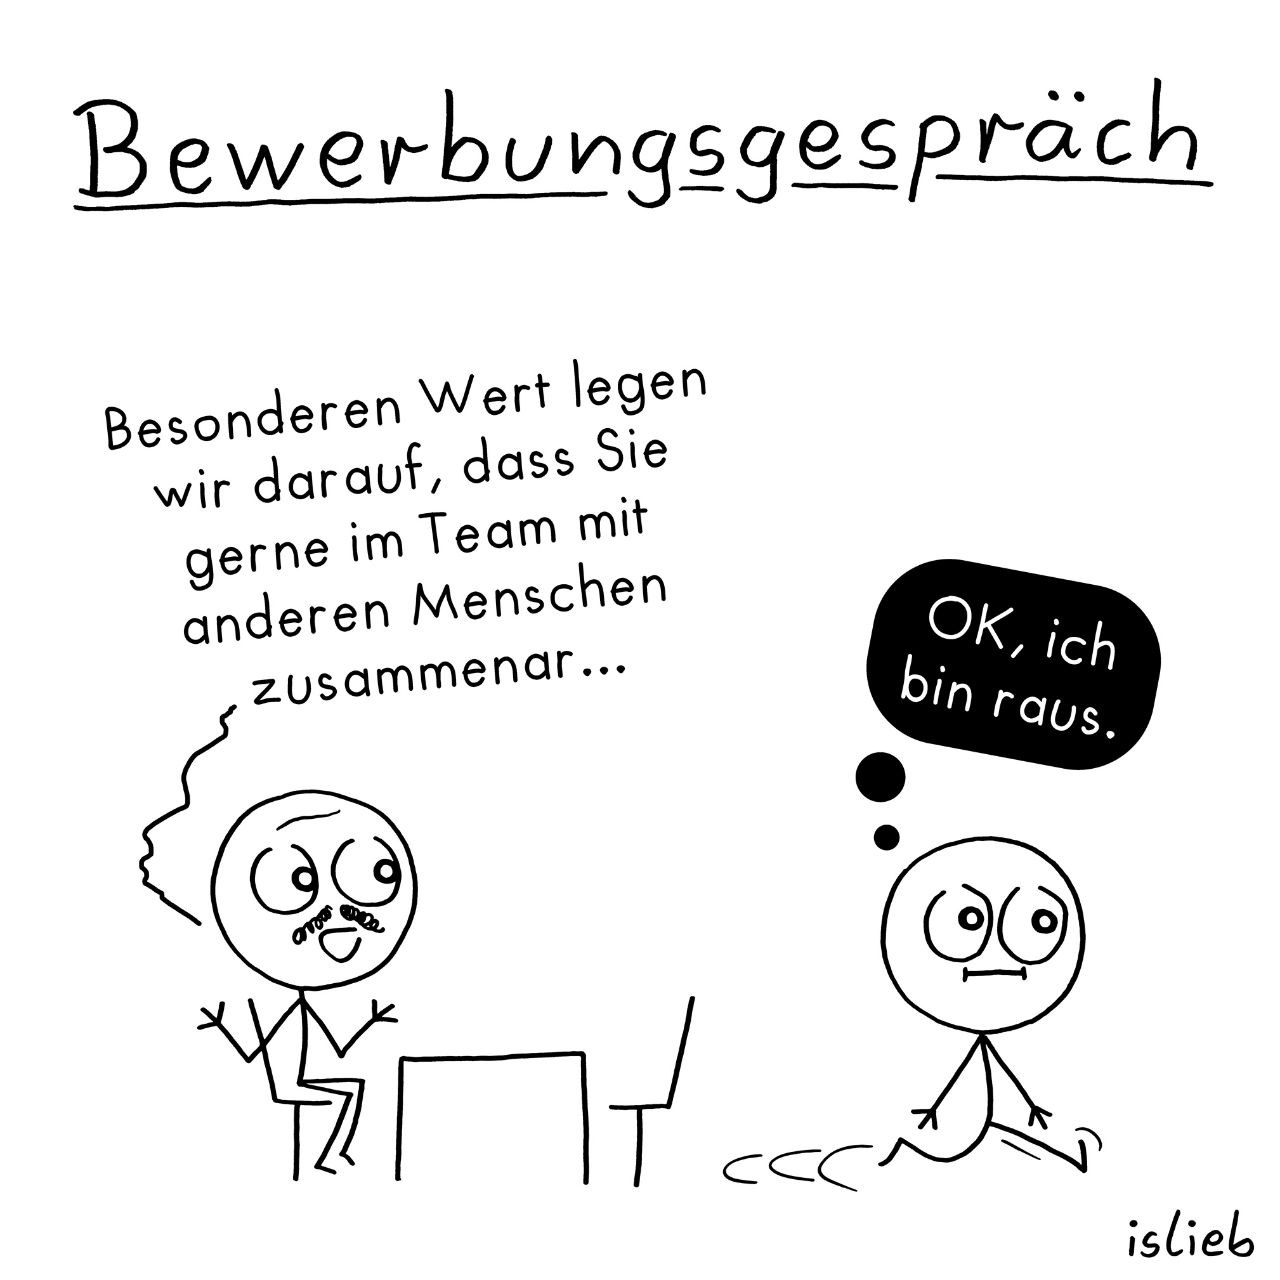 Bewerbungsgespräch
Besonderen Wert legen
wir darauf, dass Sie
gerne im Team mit
anderen Menschen
zusammenar...
OK, ich
bin raus.
islieb